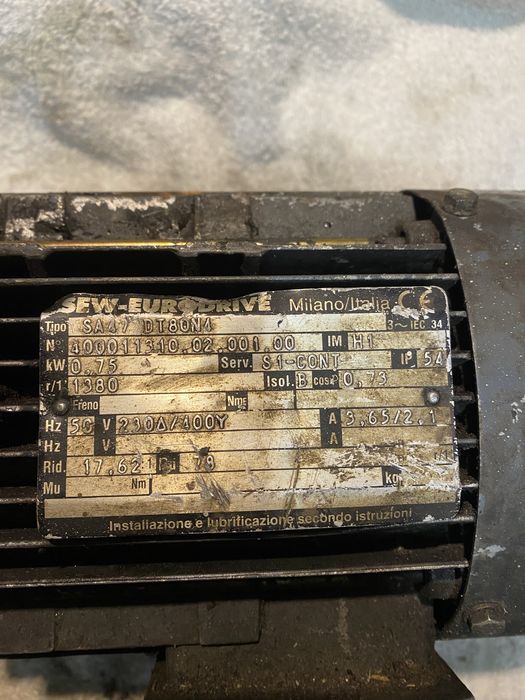 SEW-EURODRIVE Milano/Italia CE
Tipo SA47 DT80N4 3~ IEC 34
N° 400011310.02.001.00 IM H1
kW 0,75 Serv. S1-CONT IP 54
r/1' 1380 Isol. B cosφ 0,73
Freno Nm
Hz 50 V 230Δ/400Y A 3,65/2,1
Hz V A
Rid. 17,62 78 r/1
Mu Nm kg
Installazione e lubrificazione secondo istruzioni